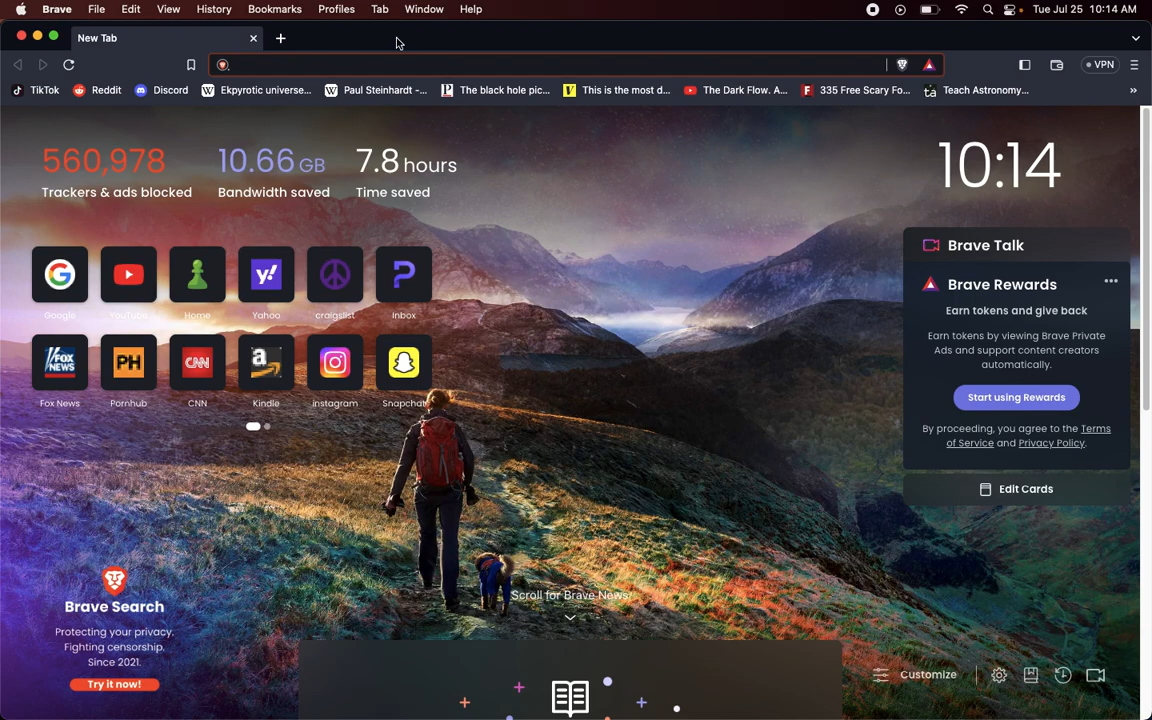 Brave File Edit View History Bookmarks Profiles Tab Window Help Tue Jul 25 10:14 AM
New Tab
VPN
TikTok Reddit Discord Ekpyrotic universe... Paul Steinhardt -... The black hole pic... This is the most d... The Dark Flow. A... 335 Free Scary Fo... Teach Astronomy...
560,978 10.66 GB 7.8 hours 10:14
Trackers & ads blocked Bandwidth saved Time saved
Brave Talk
Brave Rewards
Earn tokens and give back
Earn tokens by viewing Brave Private
Ads and support content creators
automatically.
Start using Rewards
By proceeding, you agree to the Terms
of Service and Privacy Policy.
Edit Cards
Google YouTube Home Yahoo craigslist Inbox
FOX NEWS PH CNN
Fox News Pornhub CNN Kindle Instagram Snapchat
Scroll for Brave News
Brave Search
Protecting your privacy.
Fighting censorship.
Since 2021.
Try it now!
Customize